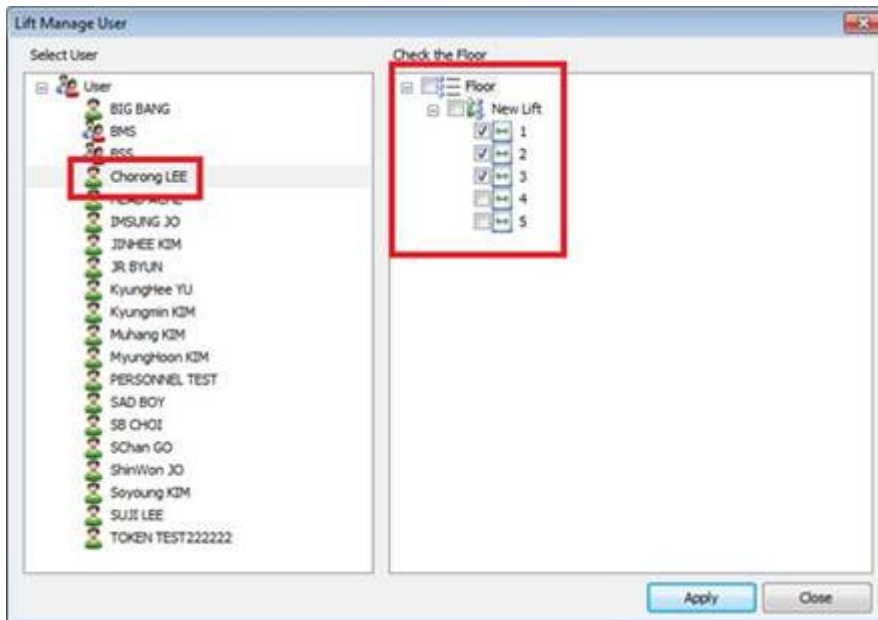 Lift Manage User
Select User
User
BIG BANG
BMS
BSS
Chorong LEE
IMSUNG JO
JINHEE KIM
JR BYUN
KyungHee YU
Kyungmin KIM
Muhang KIM
MyungHoon KIM
PERSONNEL TEST
SAD BOY
SB CHOI
SChan GO
ShinWon JO
Soyoung KIM
SUJI LEE
TOKEN TEST222222
Check the Floor
Floor
New Lift
1
2
3
4
5
Apply
Close